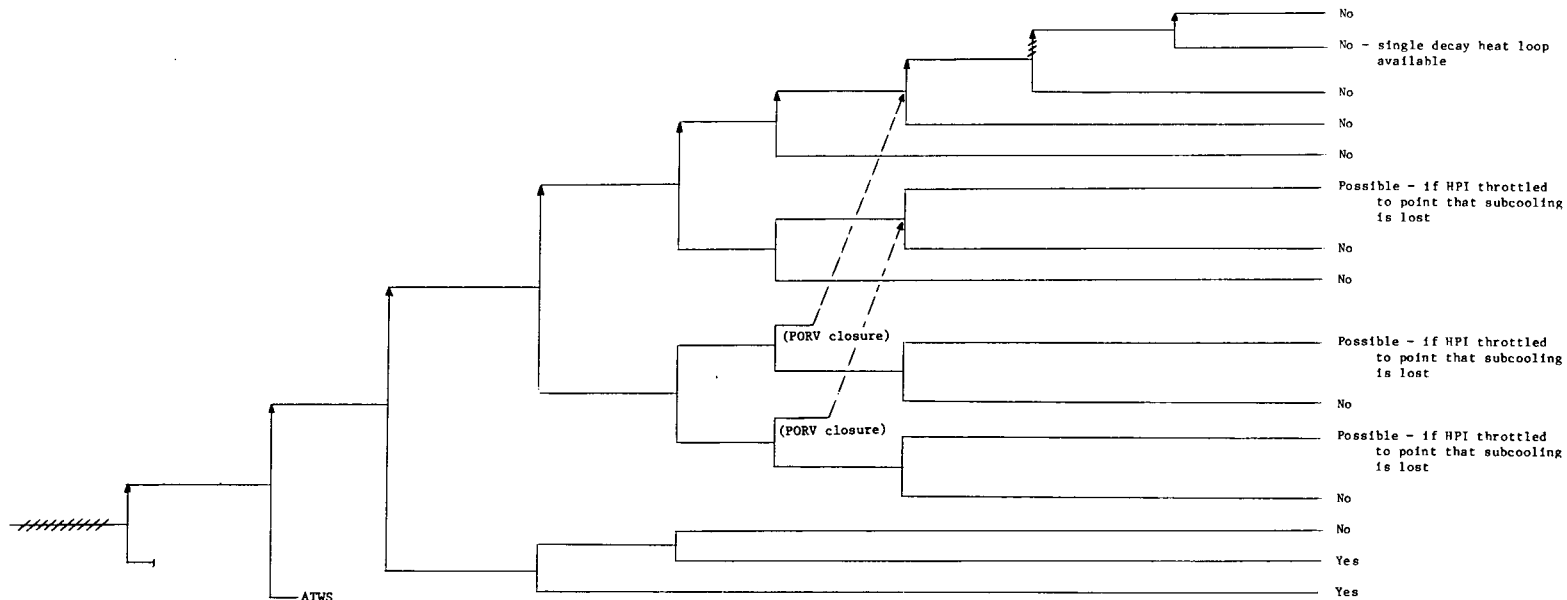 No
No - single decay heat loop
available
No
No
No
Possible - if HPI throttled
to point that subcooling
is lost
No
No
(PORV closure)
Possible - if HPI throttled
to point that subcooling
is lost
No
(PORV closure)
Possible - if HPI throttled
to point that subcooling
is lost
No
No
Yes
Yes
ATWS